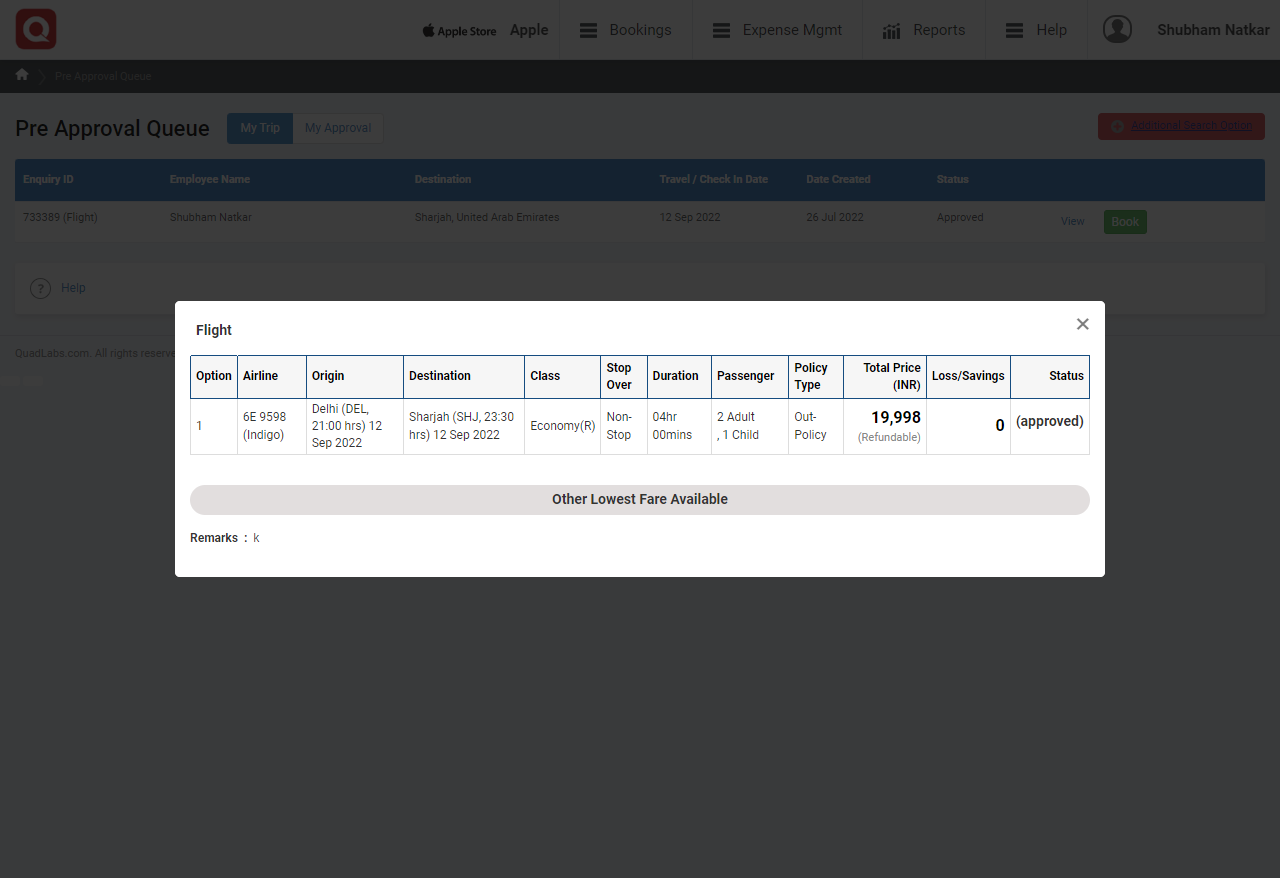 Apple Store Apple Bookings Expense Mgmt Reports Help Shubham Natkar
Pre Approval Queue
Pre Approval Queue My Trip My Approval Additional Search Option
Enquiry ID Employee Name Destination Travel / Check In Date Date Created Status
733389 (Flight) Shubham Natkar Sharjah, United Arab Emirates 12 Sep 2022 26 Jul 2022 Approved View Book
? Help
Flight ×
Option Airline Origin Destination Class Stop Over Duration Passenger Policy Type Total Price (INR) Loss/Savings Status
1 6E 9598 (Indigo) Delhi (DEL, 21:00 hrs) 12 Sep 2022 Sharjah (SHJ, 23:30 hrs) 12 Sep 2022 Economy(R) Non-Stop 04hr 00mins 2 Adult , 1 Child Out-Policy 19,998 (Refundable) 0 (approved)
QuadLabs.com. All rights reserve
Other Lowest Fare Available
Remarks : k